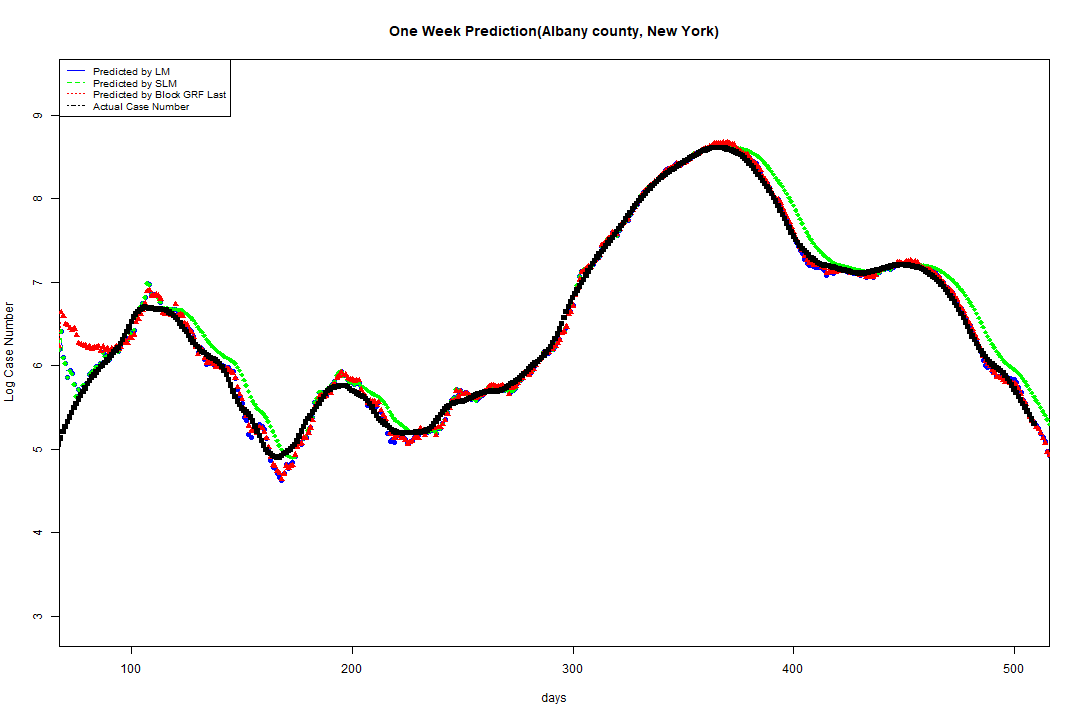 One Week Prediction(Albany county, New York)
Predicted by LM
Predicted by SLM
Predicted by Block GRF Last
Actual Case Number
9
8
7
6
5
4
3
Log Case Number
100 200 300 400 500
days